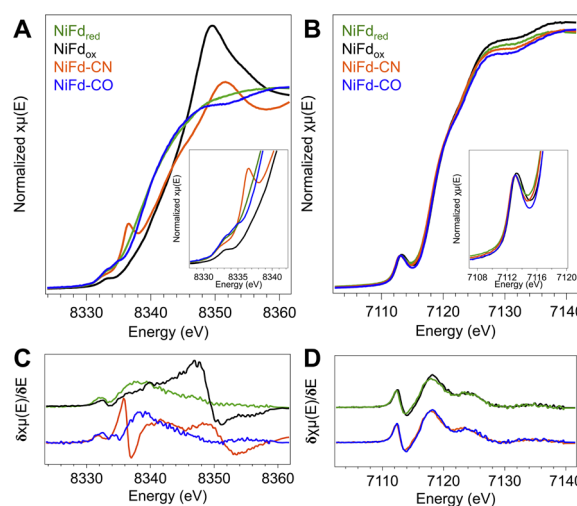 A
NiFdred
NiFdox
NiFd-CN
NiFd-CO
Normalized χμ(E)
Normalized χμ(E)
8330 8335 8340
Energy (eV)
8330 8340 8350 8360
Energy (eV)
B
NiFdred
NiFdox
NiFd-CN
NiFd-CO
Normalized χμ(E)
Normalized χμ(E)
7108 7112 7116 7120
Energy (eV)
7110 7120 7130 7140
Energy (eV)
C
δχμ(E)/δE
8330 8340 8350 8360
Energy (eV)
D
δχμ(E)/δE
7110 7120 7130 7140
Energy (eV)